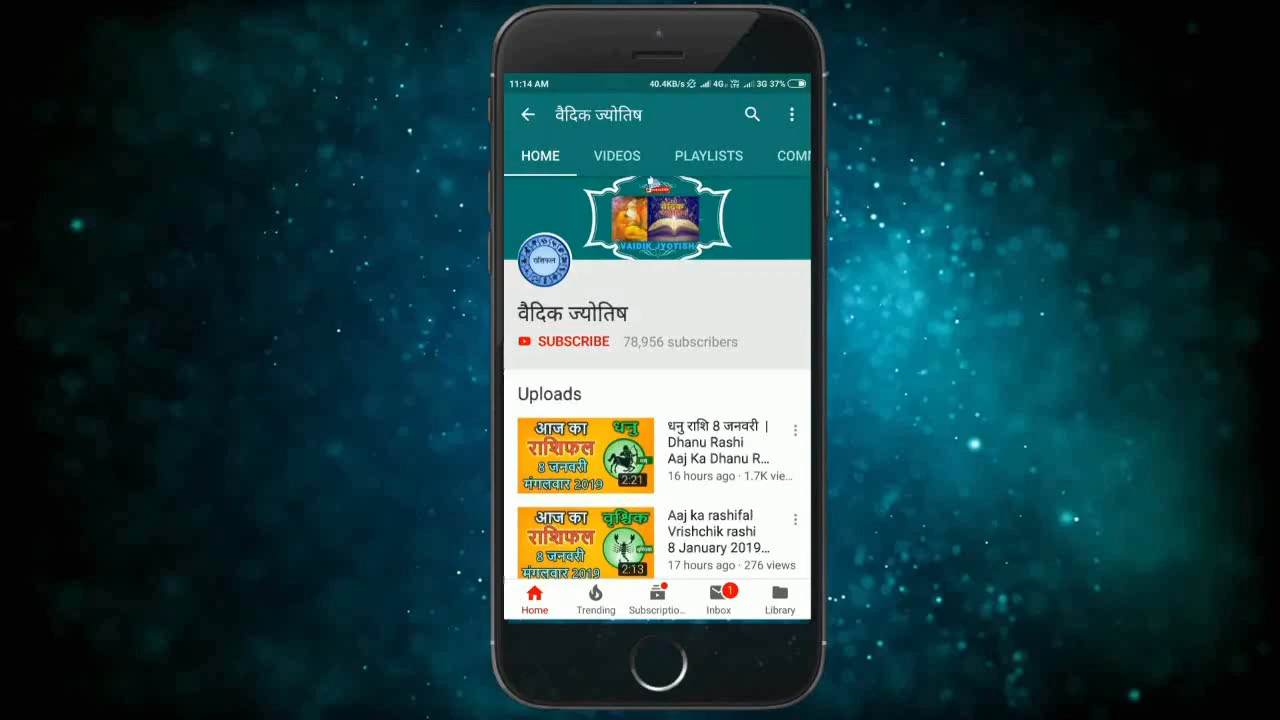 11:14 AM
40.4KB/s 4G 3G 37%
वैदिक ज्योतिष
HOME VIDEOS PLAYLISTS COMM
वैदिक
VAIDIK JYOTISH
राशिफल
वैदिक ज्योतिष
SUBSCRIBE 78,956 subscribers
Uploads
आज का धनु
राशिफल
8 जनवरी
मंगलवार 2019
2:21
धनु राशि 8 जनवरी |
Dhanu Rashi
Aaj Ka Dhanu R...
16 hours ago · 1.7K vie...
आज का वृश्चिक
राशिफल
8 जनवरी
मंगलवार 2019
2:13
Aaj ka rashifal
Vrishchik rashi
8 January 2019...
17 hours ago · 276 views
1
Home Trending Subscriptio... Inbox Library